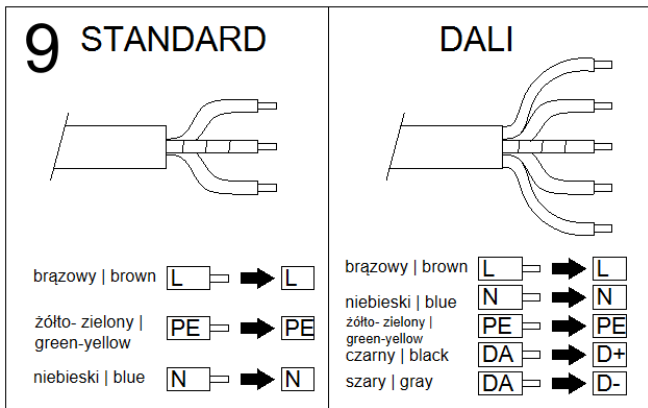 9 STANDARD
brązowy | brown L L
żółto- zielony |
green-yellow PE PE
niebieski | blue N N
DALI
brązowy | brown L L
niebieski | blue N N
żółto- zielony |
green-yellow PE PE
czarny | black DA D+
szary | gray DA D-